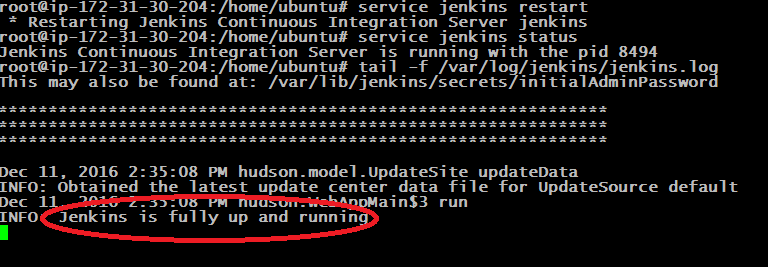 root@ip-172-31-30-204:/home/ubuntu# service jenkins restart
* Restarting Jenkins Continuous Integration Server jenkins
root@ip-172-31-30-204:/home/ubuntu# service jenkins status
Jenkins Continuous Integration Server is running with the pid 8494
root@ip-172-31-30-204:/home/ubuntu# tail -f /var/log/jenkins/jenkins.log
This may also be found at: /var/lib/jenkins/secrets/initialAdminPassword
*************************************************************
*************************************************************
*************************************************************
Dec 11, 2016 2:35:08 PM hudson.model.UpdateSite updateData
INFO: Obtained the latest update center data file for UpdateSource default
Dec 11, 2016 2:35:08 PM hudson.WebAppMain$3 run
INFO: Jenkins is fully up and running